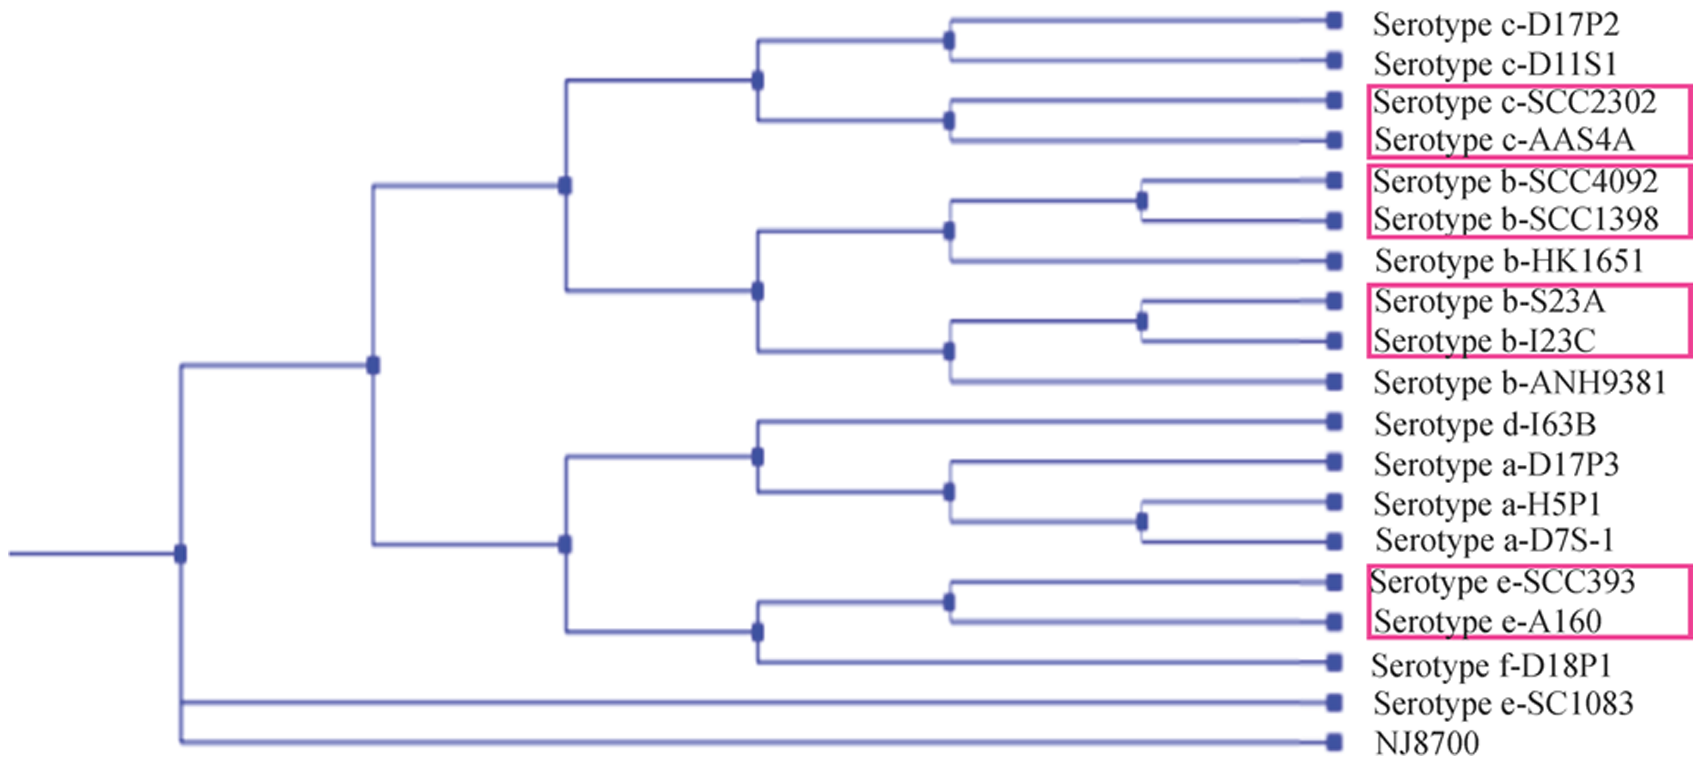 Serotype c-D17P2
Serotype c-D11S1
Serotype c-SCC2302
Serotype c-AAS4A
Serotype b-SCC4092
Serotype b-SCC1398
Serotype b-HK1651
Serotype b-S23A
Serotype b-I23C
Serotype b-ANH9381
Serotype d-I63B
Serotype a-D17P3
Serotype a-H5P1
Serotype a-D7S-1
Serotype e-SCC393
Serotype e-A160
Serotype f-D18P1
Serotype e-SC1083
NJ8700